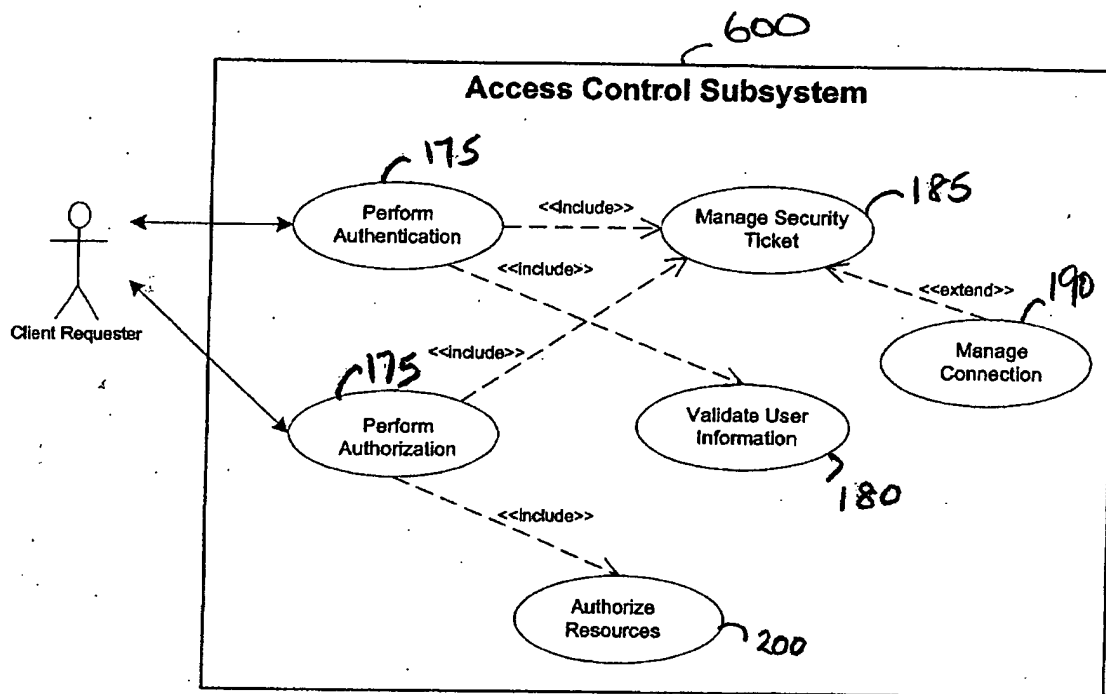 600
Access Control Subsystem
175
Perform
Authentication
<<include>>
Manage Security
Ticket
185
<<include>>
<<extend>>
190
Client Requester
Manage
Connection
<<include>>
175
Perform
Authorization
Validate User
Information
180
<<include>>
Authorize
Resources
200